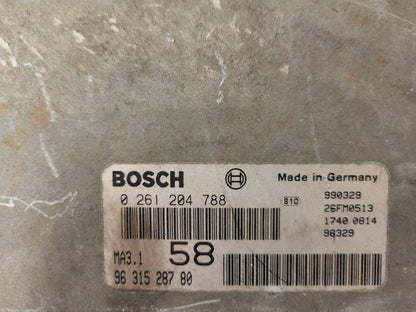 BOSCH Made in Germany
0 261 204 788 810 990329
26FM0513
1740 0814
98329
MA3.1 58
96 315 287 80